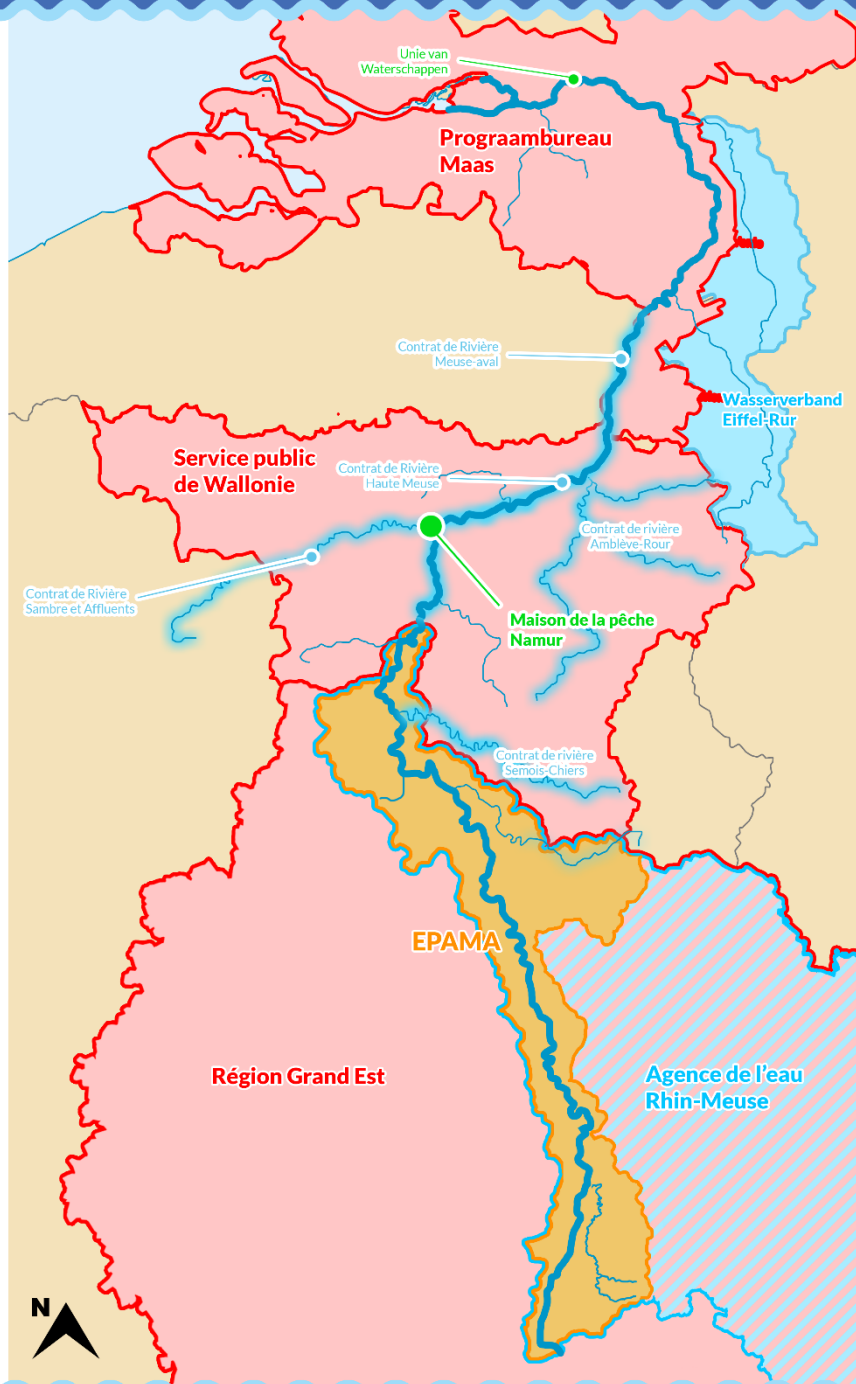 Unie van
Waterschappen
Prograambureau
Maas
Contrat de Rivière
Meuse-aval
Wasserverband
Eiffel-Rur
Service public
de Wallonie
Contrat de Rivière
Haute Meuse
Contrat de rivière
Amblève-Rour
Contrat de Rivière
Sambre et Affluents
Maison de la pêche
Namur
Contrat de rivière
Semois-Chiers
EPAMA
Région Grand Est
Agence de l'eau
Rhin-Meuse
N